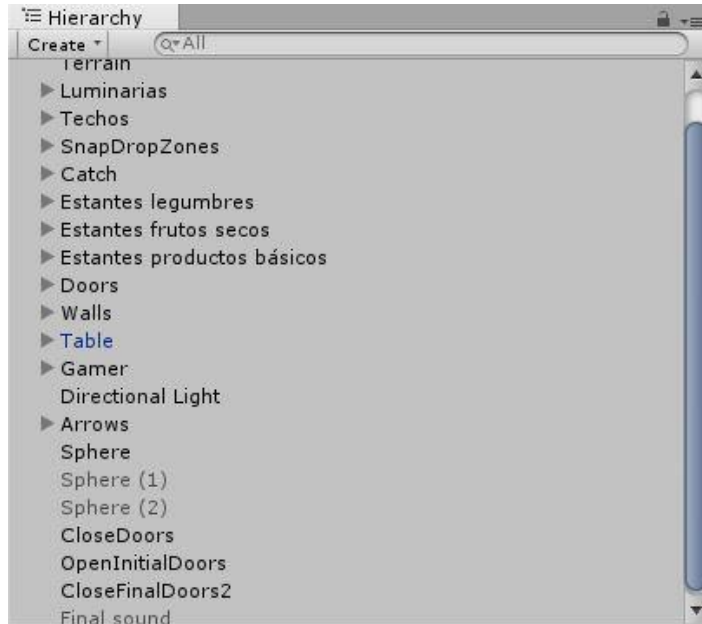 Hierarchy
Create All
Terrain
Luminarias
Techos
SnapDropZones
Catch
Estantes legumbres
Estantes frutos secos
Estantes productos básicos
Doors
Walls
Table
Gamer
Directional Light
Arrows
Sphere
Sphere (1)
Sphere (2)
CloseDoors
OpenInitialDoors
CloseFinalDoors2
Final sound